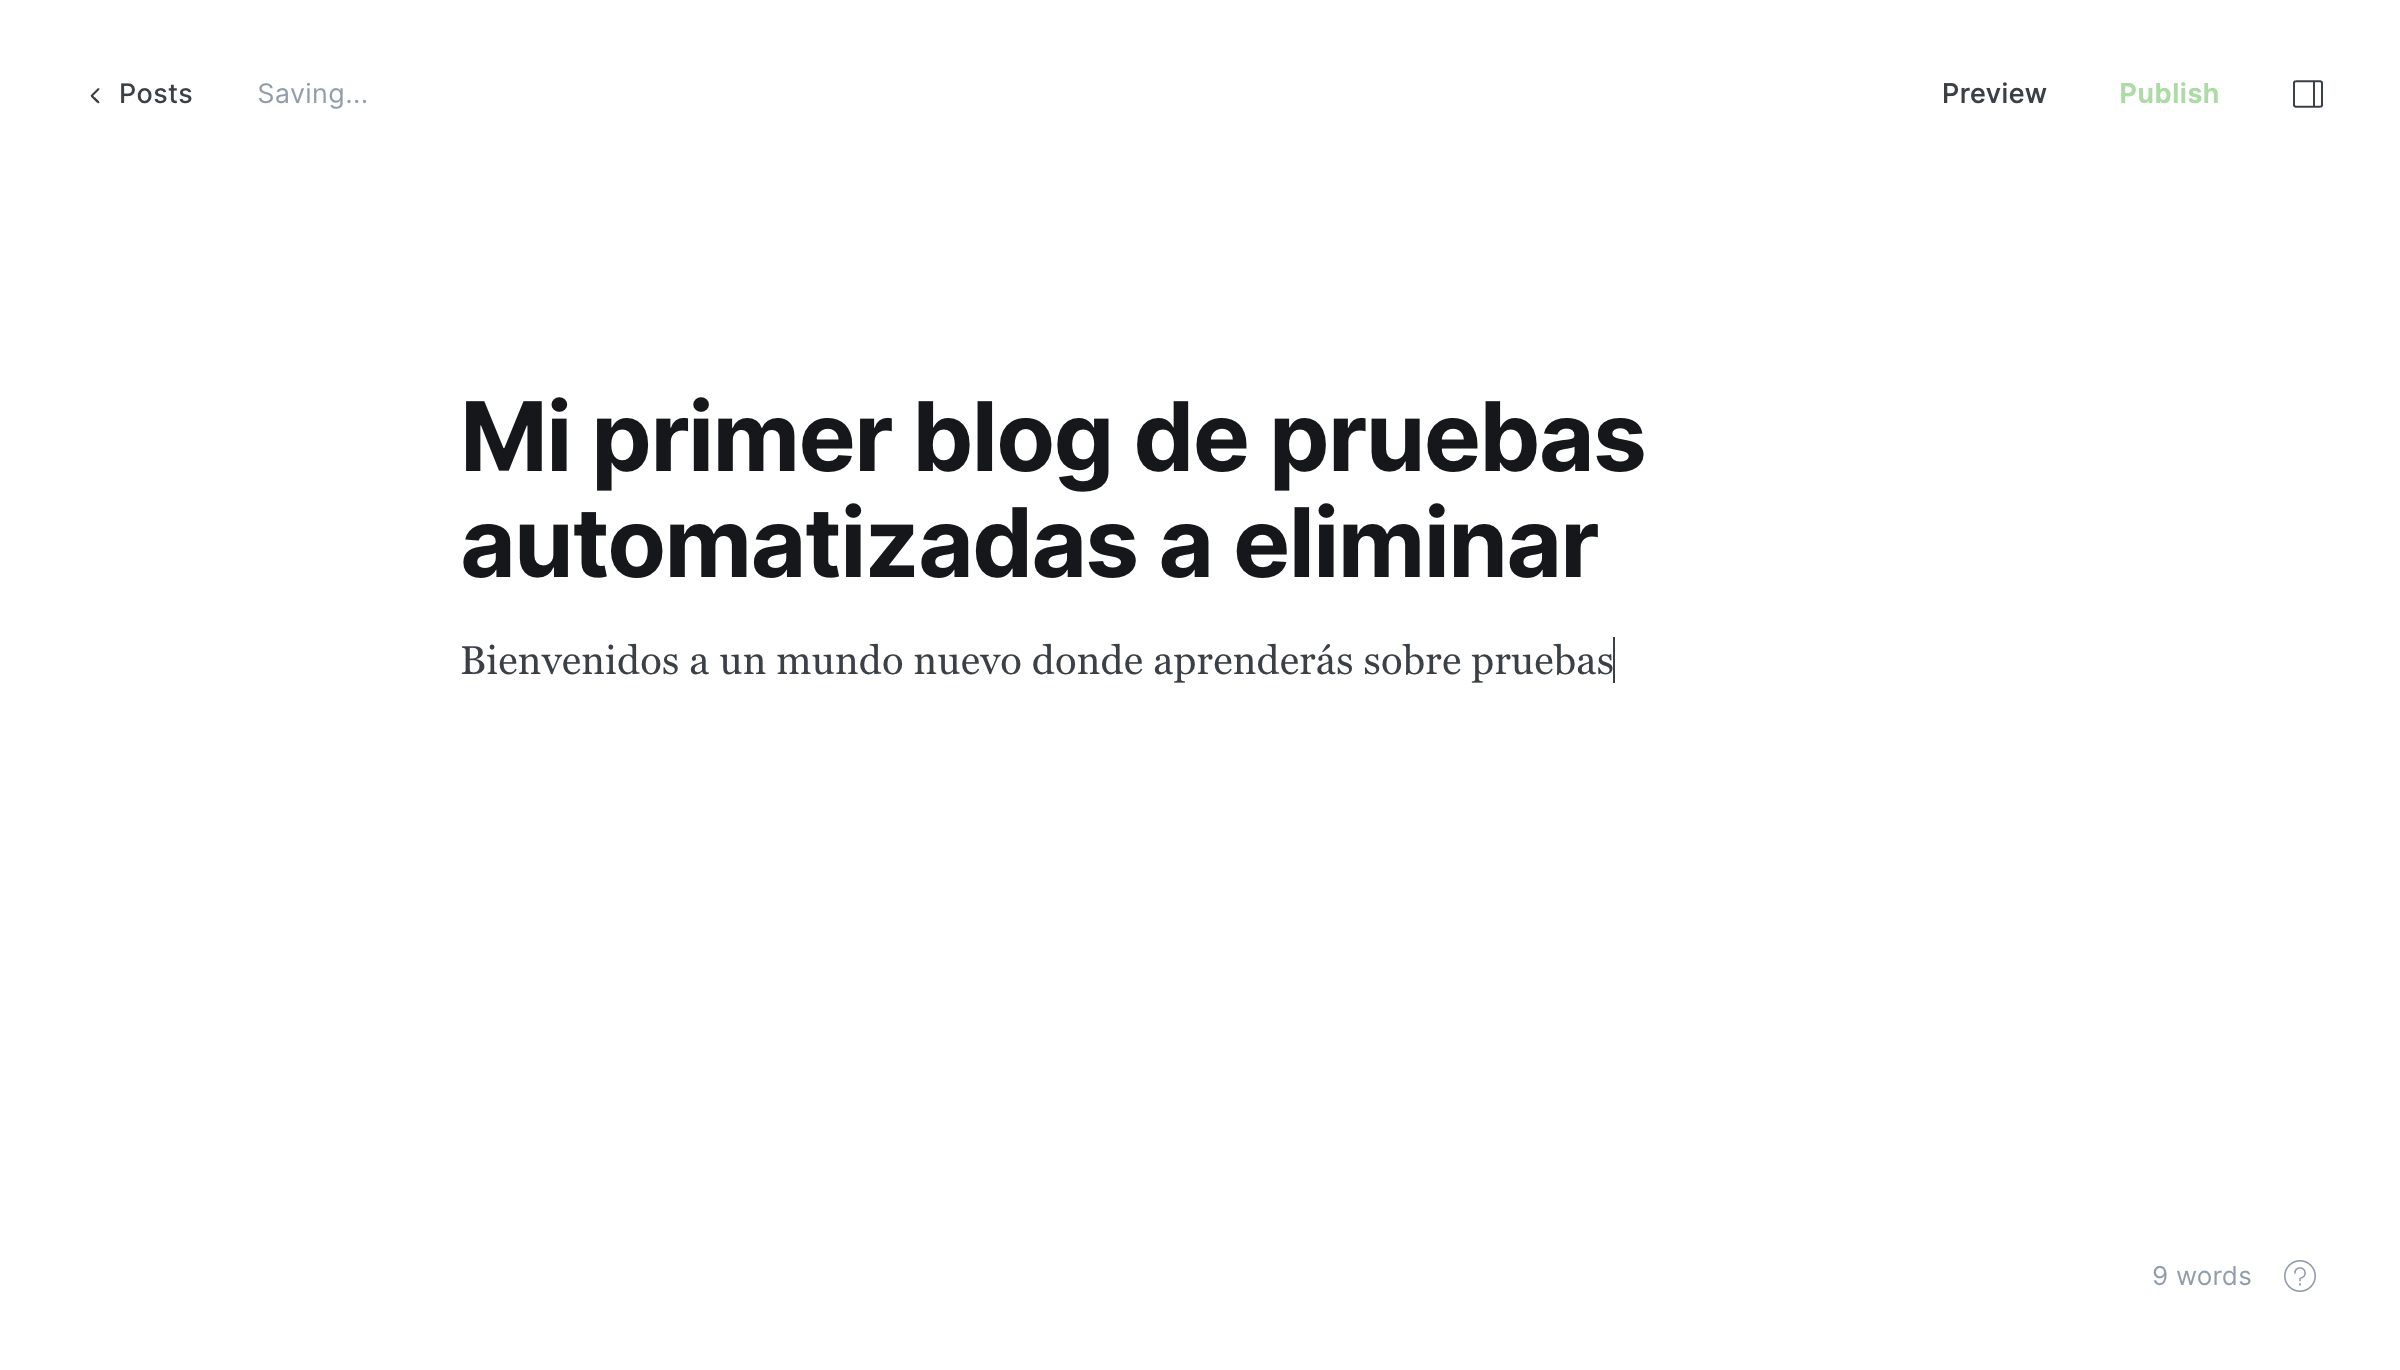 Posts
Saving...
Preview
Publish
Mi primer blog de pruebas
automatizadas a eliminar
Bienvenidos a un mundo nuevo donde aprenderás sobre pruebas
9 words
?